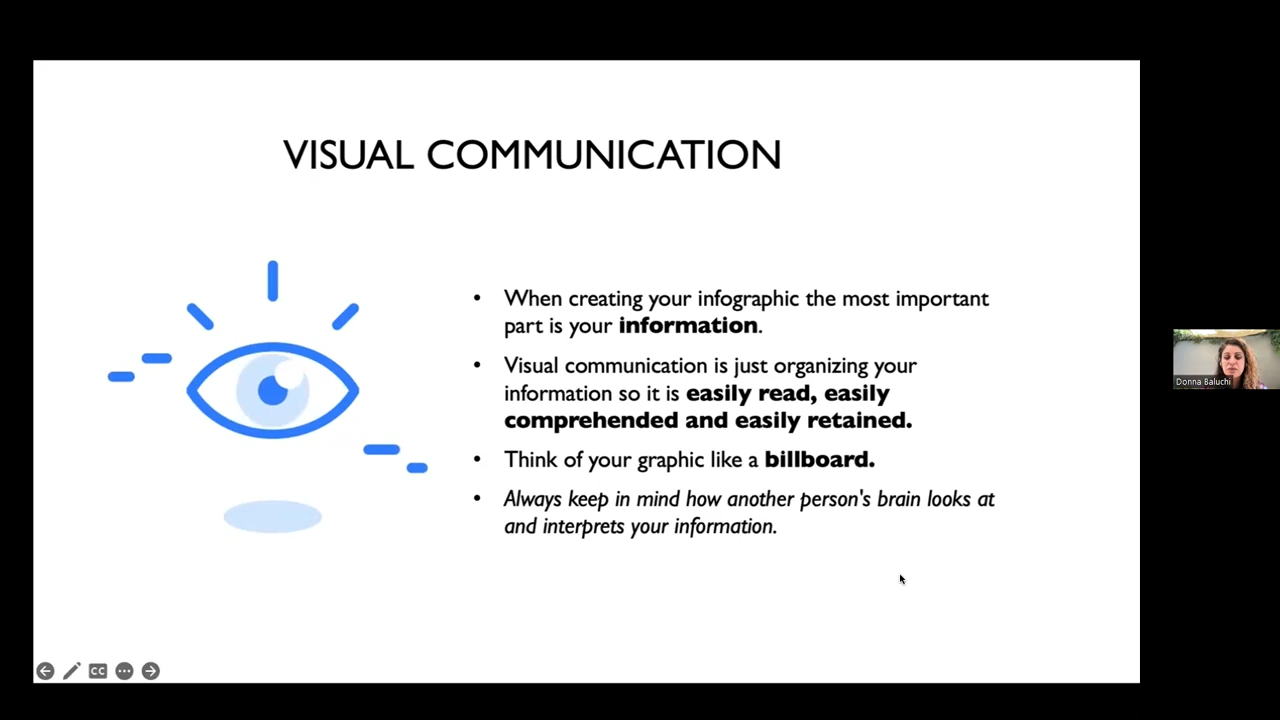 VISUAL COMMUNICATION
• When creating your infographic the most important
part is your information.
• Visual communication is just organizing your
information so it is easily read, easily
comprehended and easily retained.
• Think of your graphic like a billboard.
• Always keep in mind how another person's brain looks at
and interprets your information.
Donna Baluchi
CC